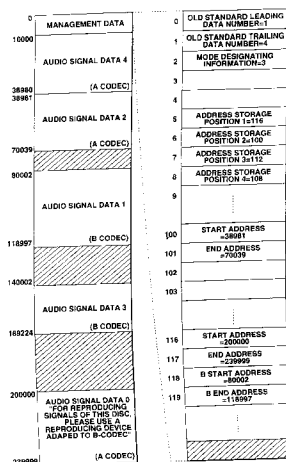 0
MANAGEMENT DATA
10000
AUDIO SIGNAL DATA 4
(A CODEC)
38980
38981
AUDIO SIGNAL DATA 2
(A CODEC)
70039
80002
AUDIO SIGNAL DATA 1
118997
(B CODEC)
140002
AUDIO SIGNAL DATA 3
(B CODEC)
169224
200000
AUDIO SIGNAL DATA 0
"FOR REPRODUCING
SIGNALS OF THIS DISC,
PLEASE USE A
REPRODUCING DEVICE
ADAPED TO B-CODEC"
(A CODEC)
239999
0
OLD STANDARD LEADING
DATA NUMBER=1
1
OLD STANDARD TRAILING
DATA NUMBER=4
2
MODE DESIGNATING
INFORMATION=3
3
4
5
ADDRESS STORAGE
POSITION 1=116
6
ADDRESS STORAGE
POSITION 2=100
7
ADDRESS STORAGE
POSITION 3=112
8
ADDRESS STORAGE
POSITION 4=108
9
100
START ADDRESS
=38981
101
END ADDRESS
=70039
102
103
116
START ADDRESS
=200000
117
END ADDRESS
=239999
118
B START ADDRESS
=80002
119
B END ADDRESS
=118997